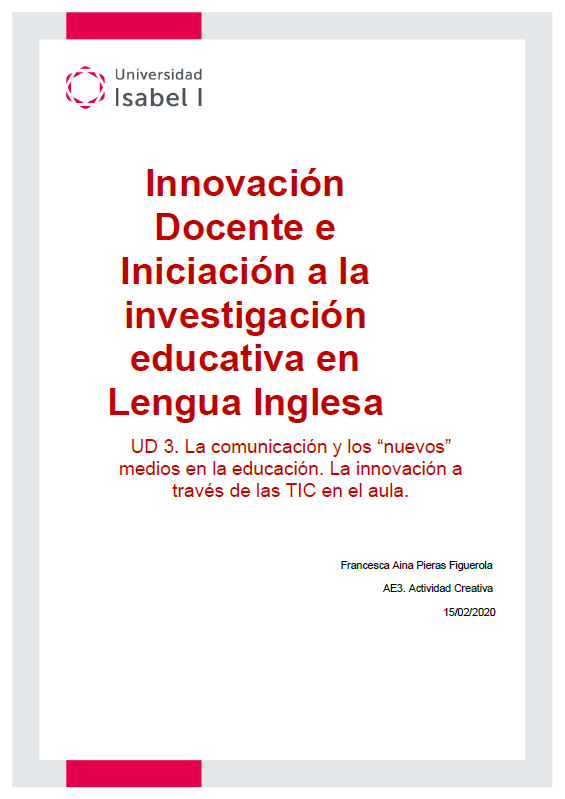 Universidad
Isabel I
Innovación
Docente e
Iniciación a la
investigación
educativa en
Lengua Inglesa
UD 3. La comunicación y los “nuevos”
medios en la educación. La innovación a
través de las TIC en el aula.
Francesca Aina Pieras Figuerola
AE3. Actividad Creativa
15/02/2020